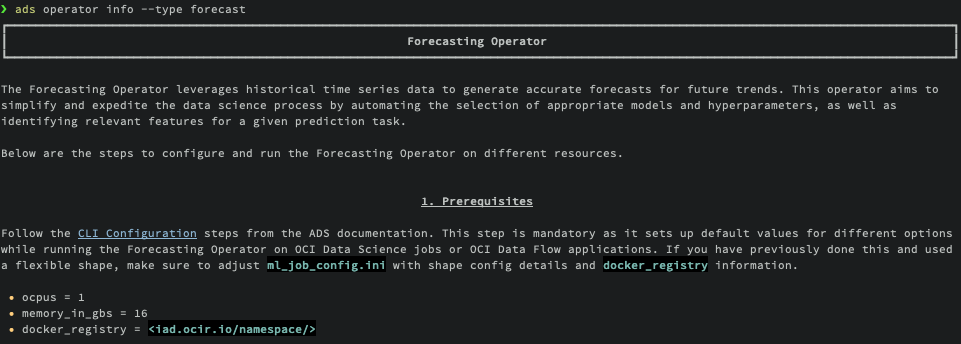 ❯ ads operator info --type forecast
Forecasting Operator
The Forecasting Operator leverages historical time series data to generate accurate forecasts for future trends. This operator aims to
simplify and expedite the data science process by automating the selection of appropriate models and hyperparameters, as well as
identifying relevant features for a given prediction task.
Below are the steps to configure and run the Forecasting Operator on different resources.
1. Prerequisites
Follow the CLI Configuration steps from the ADS documentation. This step is mandatory as it sets up default values for different options
while running the Forecasting Operator on OCI Data Science jobs or OCI Data Flow applications. If you have previously done this and used
a flexible shape, make sure to adjust ml_job_config.ini with shape config details and docker_registry information.
• ocpus = 1
• memory_in_gbs = 16
• docker_registry = <iad.ocir.io/namespace/>